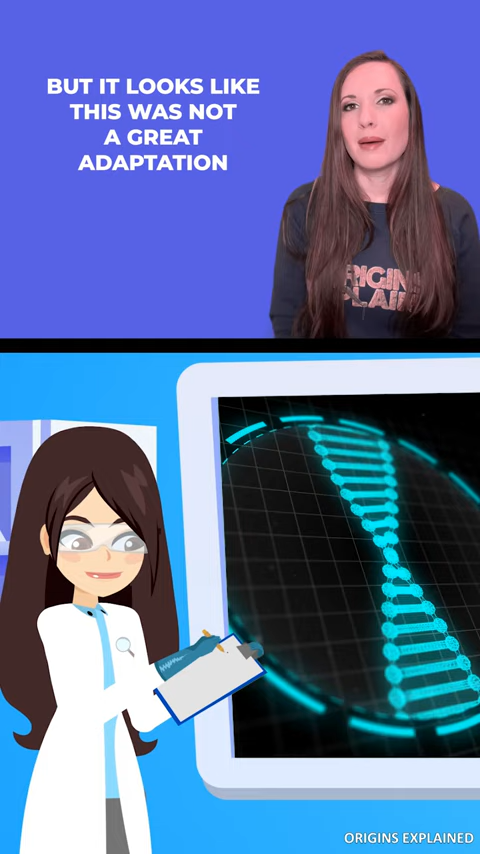 BUT IT LOOKS LIKE
THIS WAS NOT
A GREAT
ADAPTATION
ORIGINS EXPLAINED